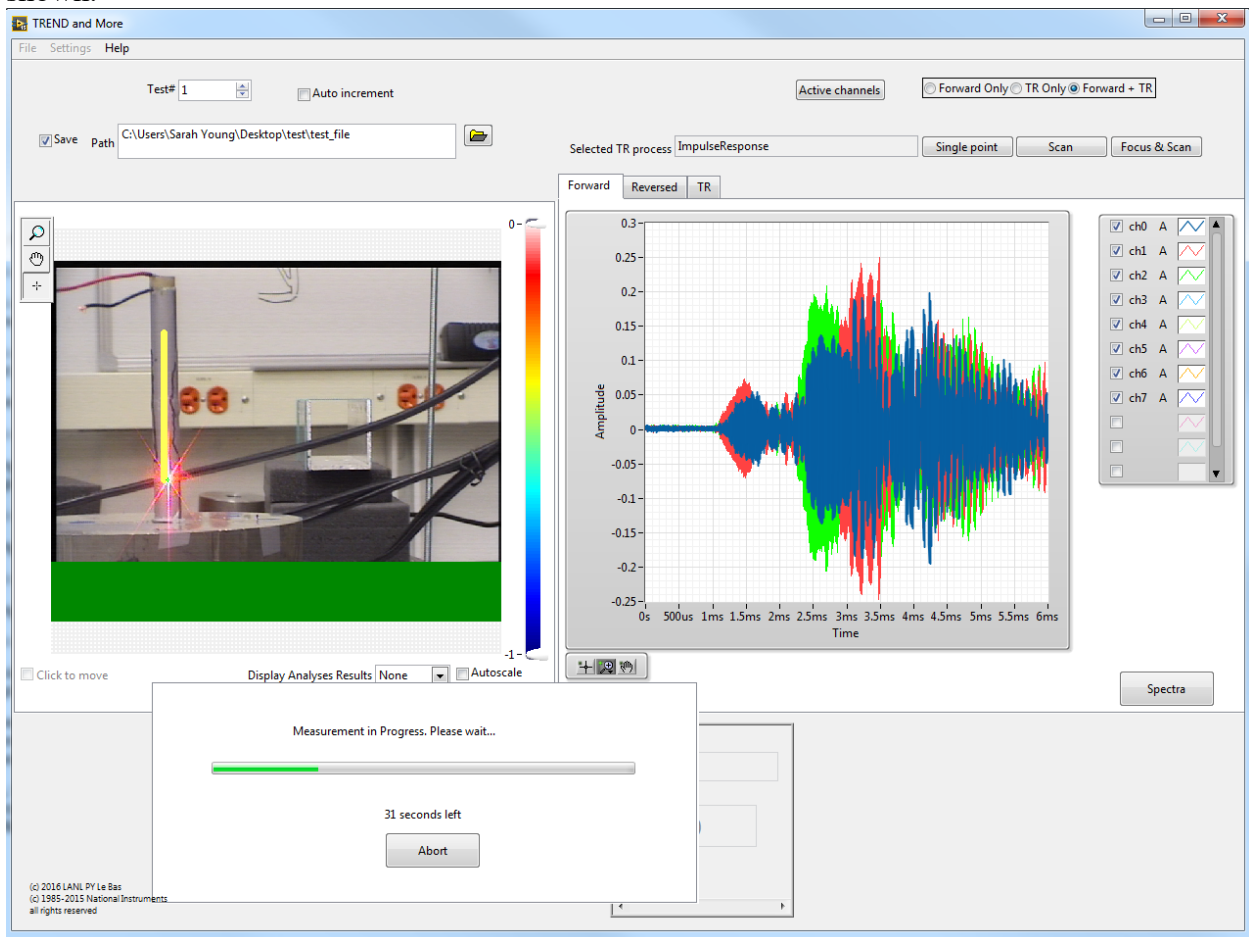 TREND and More
File Settings Help
Test# 1
Auto increment
Active channels
Forward Only TR Only Forward + TR
Save Path C:\Users\Sarah Young\Desktop\test\test_file
Selected TR process ImpulseResponse
Single point
Scan
Focus & Scan
Forward Reversed TR
0
-1
0.3
0.25
0.2
0.15
0.1
0.05
0
-0.05
-0.1
-0.15
-0.2
-0.25
Amplitude
0s 500us 1ms 1.5ms 2ms 2.5ms 3ms 3.5ms 4ms 4.5ms 5ms 5.5ms 6ms
Time
ch0 A
ch1 A
ch2 A
ch3 A
ch4 A
ch5 A
ch6 A
ch7 A
Click to move
Display Analyses Results None
Autoscale
Spectra
Measurement in Progress. Please wait...
31 seconds left
Abort
(c) 2016 LANL PY Le Bas
(c) 1985-2015 National Instruments
all rights reserved